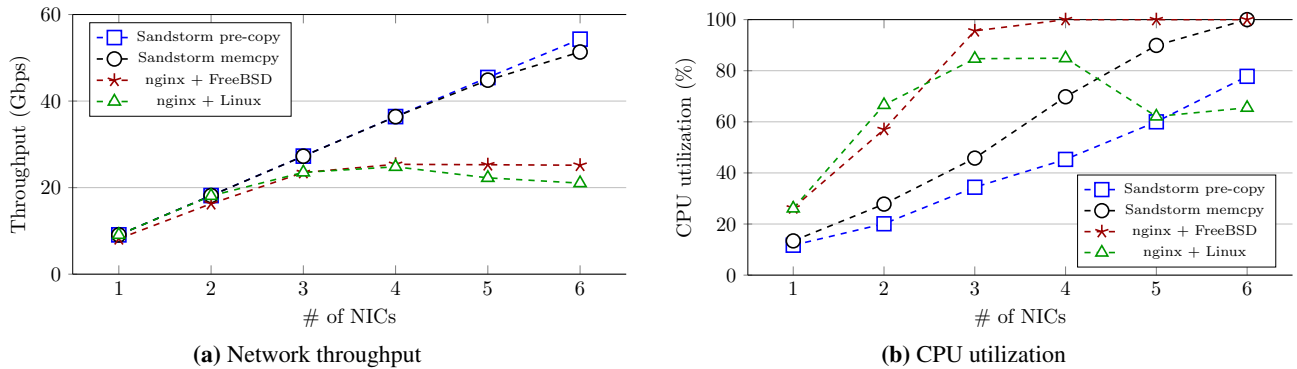 60
40
20
0
Throughput (Gbps)
Sandstorm pre-copy
Sandstorm memcpy
nginx + FreeBSD
nginx + Linux
1 2 3 4 5 6
# of NICs
(a) Network throughput
100
80
60
40
20
0
CPU utilization (%)
Sandstorm pre-copy
Sandstorm memcpy
nginx + FreeBSD
nginx + Linux
1 2 3 4 5 6
# of NICs
(b) CPU utilization